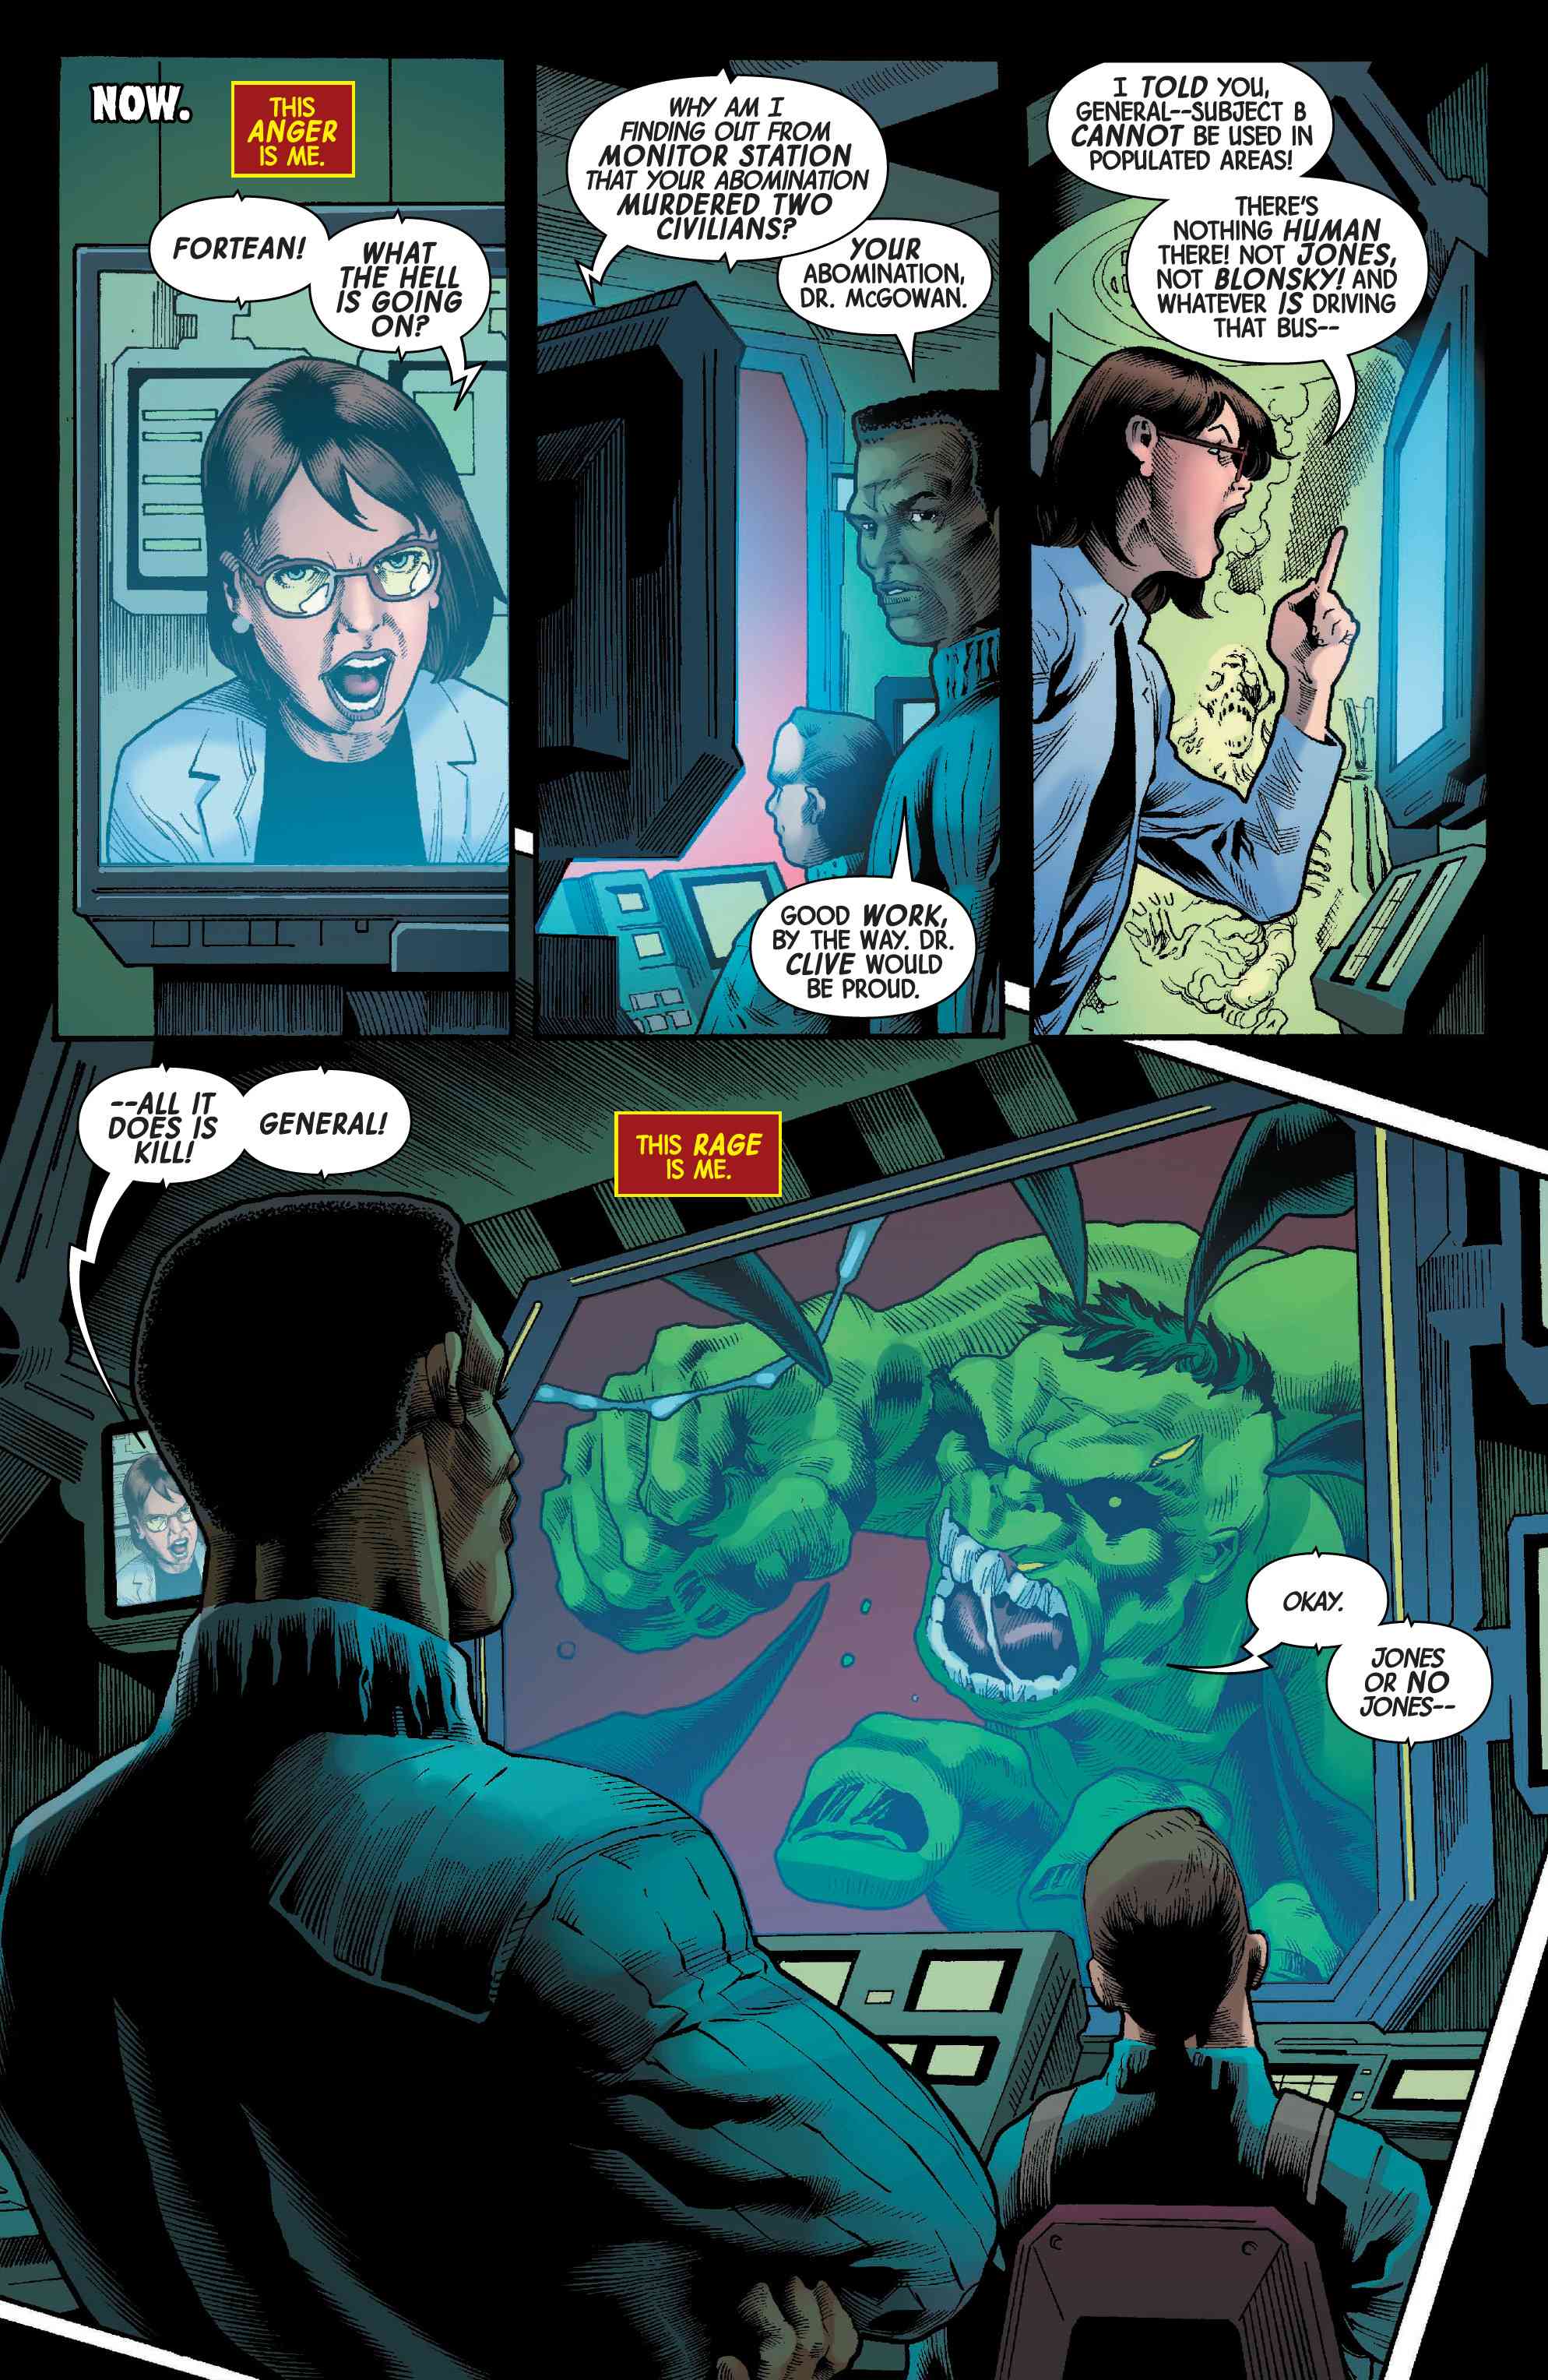 NOW.
THIS
ANGER
IS ME.
FORTEAN!
WHAT
THE HELL
IS GOING
ON?
WHY AM I
FINDING OUT FROM
MONITOR STATION
THAT YOUR ABOMINATION
MURDERED TWO
CIVILIANS?
YOUR
ABOMINATION,
DR. McGOWAN.
GOOD WORK,
BY THE WAY. DR.
CLIVE WOULD
BE PROUD.
I TOLD YOU,
GENERAL--SUBJECT B
CANNOT BE USED IN
POPULATED AREAS!
THERE'S
NOTHING HUMAN
THERE! NOT JONES,
NOT BLONSKY! AND
WHATEVER IS DRIVING
THAT BUS--
--ALL IT
DOES IS
KILL!
GENERAL!
THIS RAGE
IS ME.
OKAY.
JONES
OR NO
JONES--